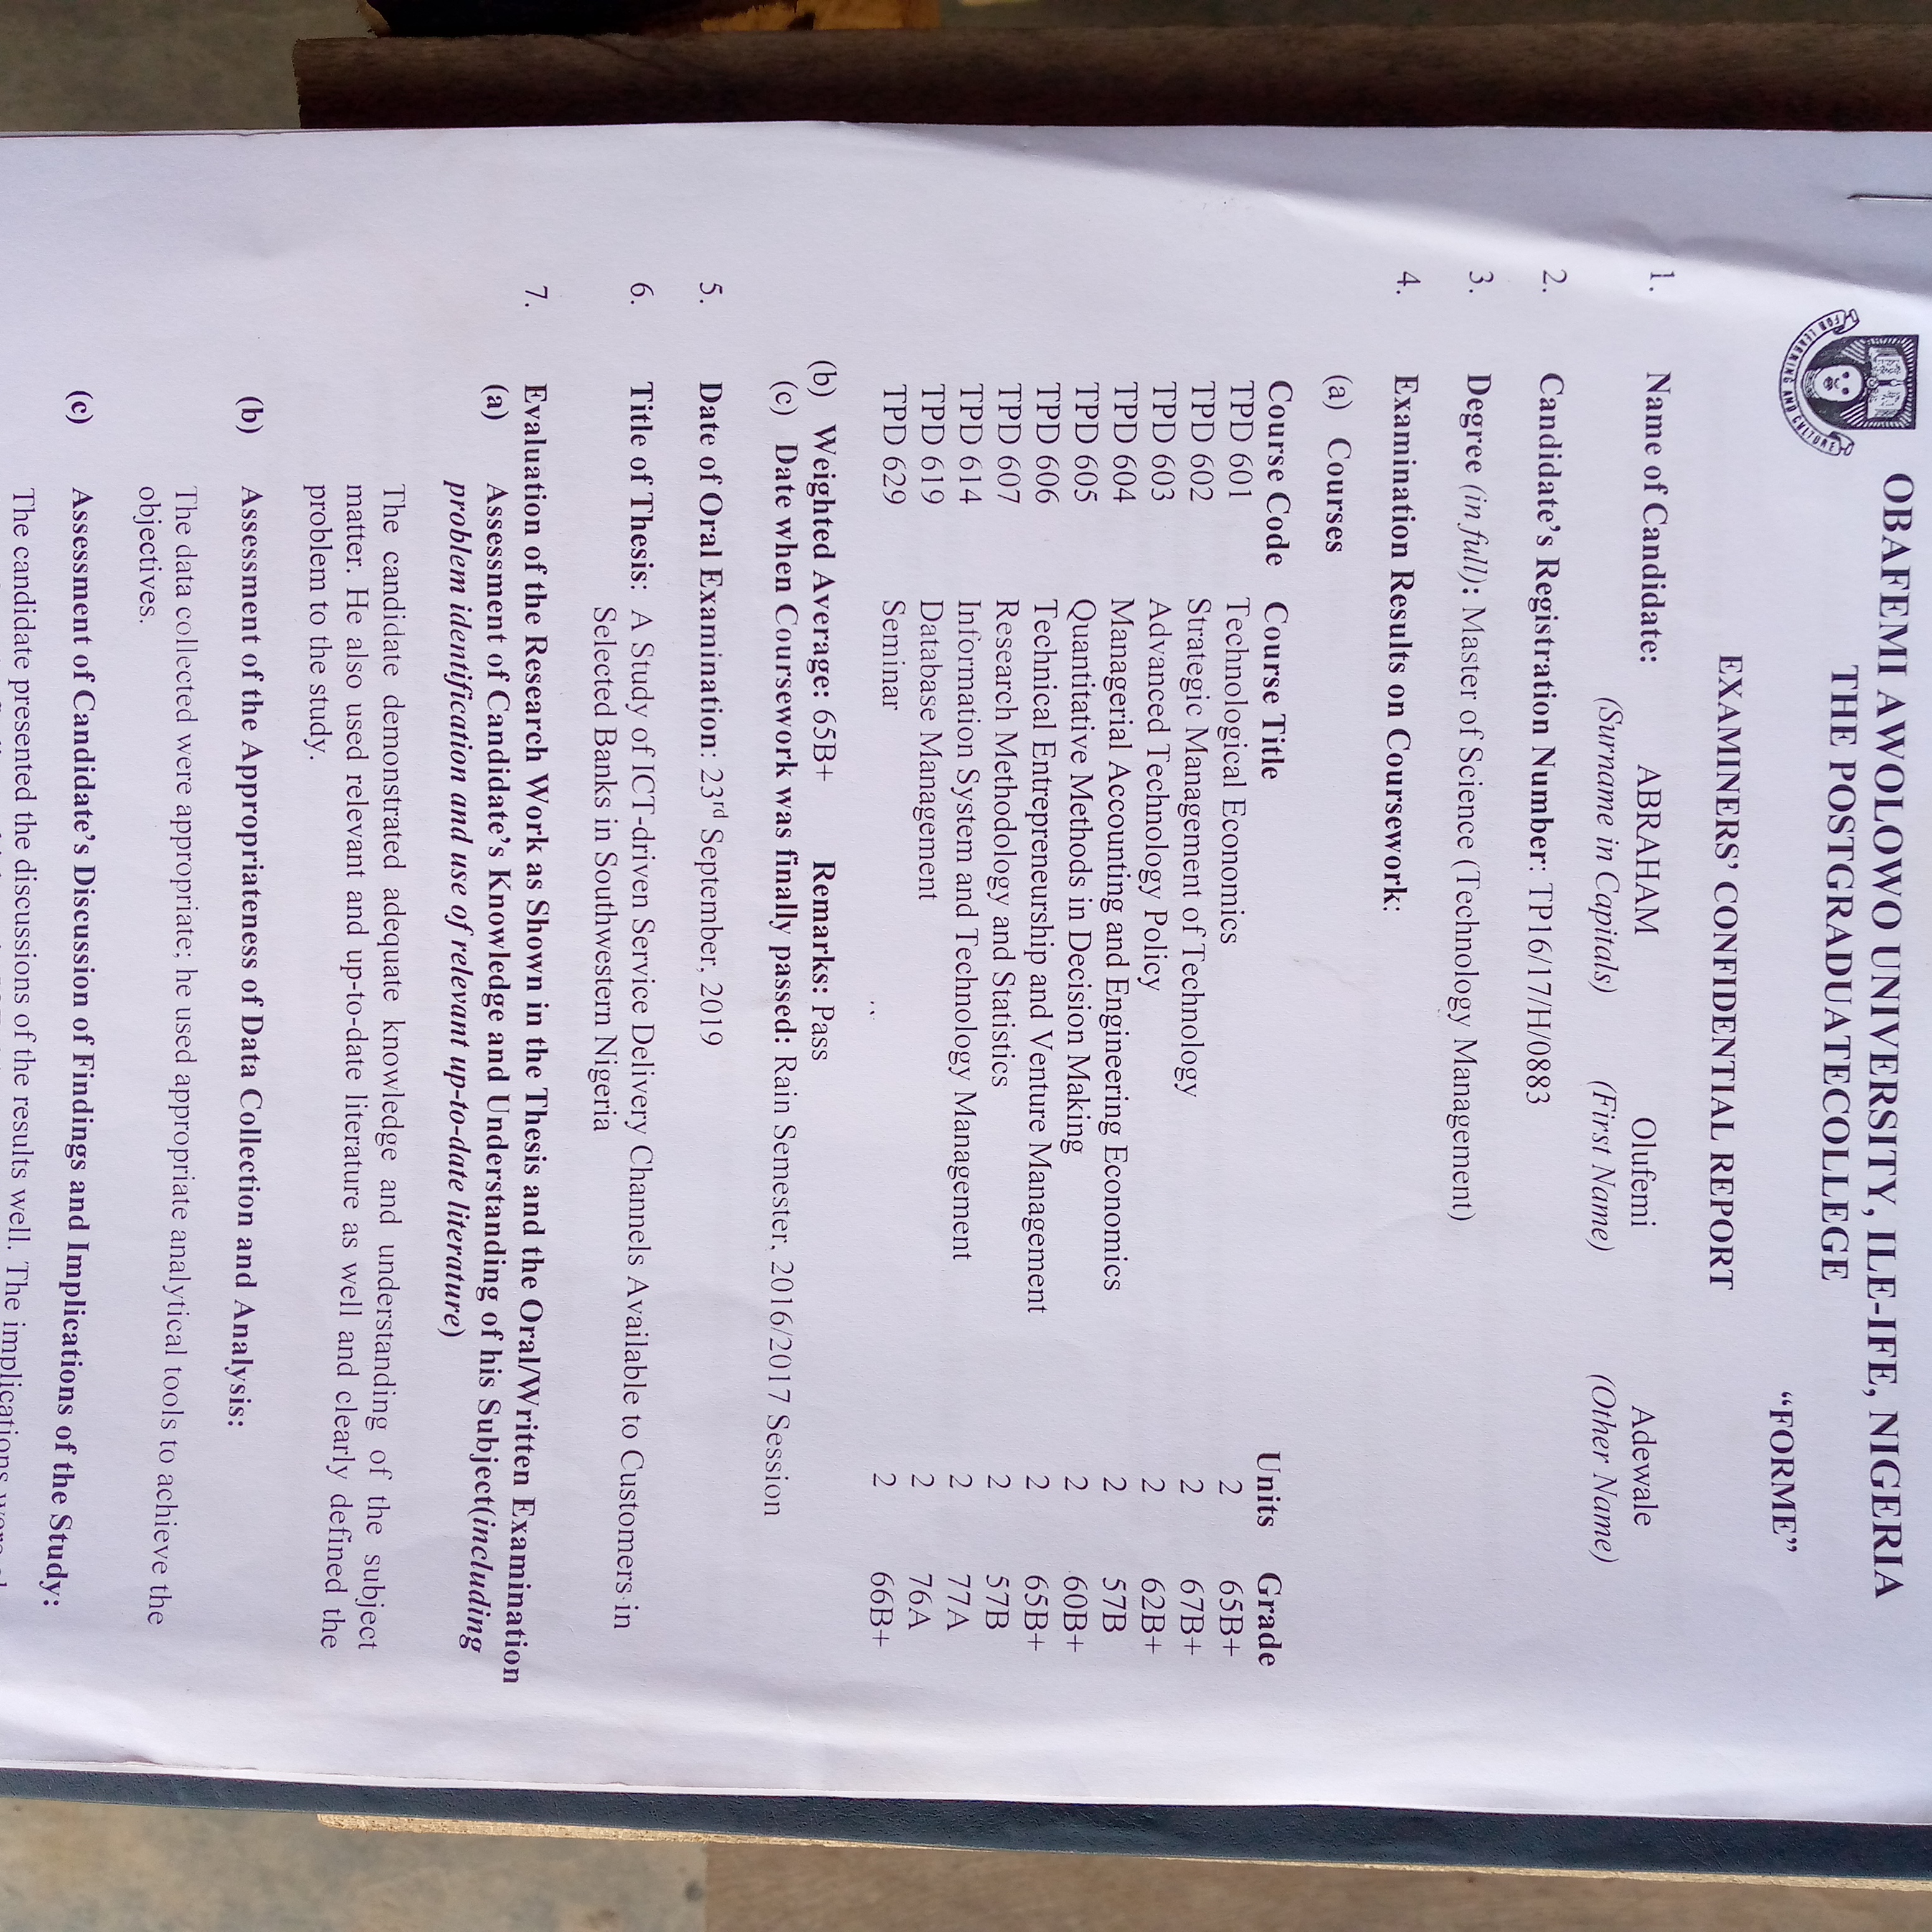 FOR LEARNING AND CULTURE
OBAFEMI AWOLOWO UNIVERSITY, ILE-IFE, NIGERIA
THE POSTGRADUATECOLLEGE
“FORME”
EXAMINERS’ CONFIDENTIAL REPORT
1. Name of Candidate: ABRAHAM Olufemi Adewale
(Surname in Capitals) (First Name) (Other Name)
2. Candidate’s Registration Number: TP16/17/H/0883
3. Degree (in full): Master of Science (Technology Management)
4. Examination Results on Coursework:
(a) Courses
Course Code Course Title Units Grade
TPD 601 Technological Economics 2 65B+
TPD 602 Strategic Management of Technology 2 67B+
TPD 603 Advanced Technology Policy 2 62B+
TPD 604 Managerial Accounting and Engineering Economics 2 57B
TPD 605 Quantitative Methods in Decision Making 2 60B+
TPD 606 Technical Entrepreneurship and Venture Management 2 65B+
TPD 607 Research Methodology and Statistics 2 57B
TPD 614 Information System and Technology Management 2 77A
TPD 619 Database Management 2 76A
TPD 629 Seminar 2 66B+
(b) Weighted Average: 65B+ Remarks: Pass
(c) Date when Coursework was finally passed: Rain Semester, 2016/2017 Session
5. Date of Oral Examination: 23rd September, 2019
6. Title of Thesis: A Study of ICT-driven Service Delivery Channels Available to Customers in
Selected Banks in Southwestern Nigeria
7. Evaluation of the Research Work as Shown in the Thesis and the Oral/Written Examination
(a) Assessment of Candidate’s Knowledge and Understanding of his Subject(including
problem identification and use of relevant up-to-date literature)
The candidate demonstrated adequate knowledge and understanding of the subject
matter. He also used relevant and up-to-date literature as well and clearly defined the
problem to the study.
(b) Assessment of the Appropriateness of Data Collection and Analysis:
The data collected were appropriate; he used appropriate analytical tools to achieve the
objectives.
(c) Assessment of Candidate’s Discussion of Findings and Implications of the Study:
The candidate presented the discussions of the results well. The implications were